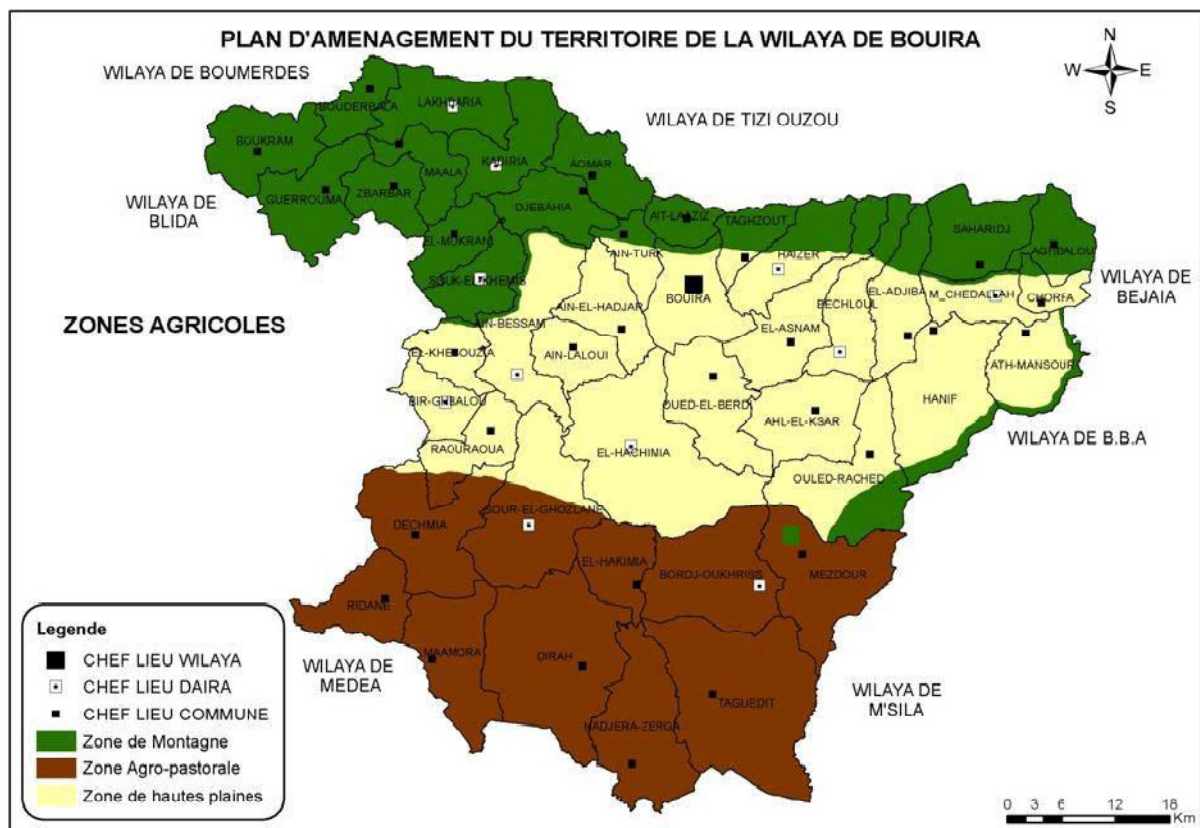 PLAN D'AMENAGEMENT DU TERRITOIRE DE LA WILAYA DE BOUIRA
N
W E
S
WILAYA DE BOUMERDES
WILAYA DE TIZI OUZOU
WILAYA DE
BLIDA
WILAYA DE
BEJAIA
ZONES AGRICOLES
WILAYA DE B.B.A
WILAYA DE
MEDEA
WILAYA DE
M'SILA
BOUDERBALA
LAKHDARIA
BOUKRAM
KADIRIA
AOMAR
MAALA
ZBARBAR
GUERROUMA
DJEBAHIA
AIT-LAAZIZ
TAGHZOUT
SAHARIDJ
AGHBALOU
EL-MOKRANI
AIN-TURK
HAIZER
SOUK-EL-KHEMIS
BOUIRA
BECHLOUL
EL-ADJIBA
M_CHEDALLAH
CHORFA
AIN-EL-HADJAR
AIN-BESSAM
EL-ASNAM
EL-KHEBOUZIA
AIN-LALOUI
ATH-MANSOUR
BIR-GHBALOU
OUED-EL-BERDI
AHL-EL-KSAR
HANIF
RAOURAOUA
EL-HACHIMIA
OULED-RACHED
SOUR-EL-GHOZLANE
DECHMIA
EL-HAKIMIA
BORDJ-OUKHRISS
MEZDOUR
RIDANE
MAAMORA
DIRAH
TAGUEDIT
HADJERA-ZERGA
Legende
CHEF LIEU WILAYA
CHEF LIEU DAIRA
CHEF LIEU COMMUNE
Zone de Montagne
Zone Agro-pastorale
Zone de hautes plaines
0 3 6 12 18
Km